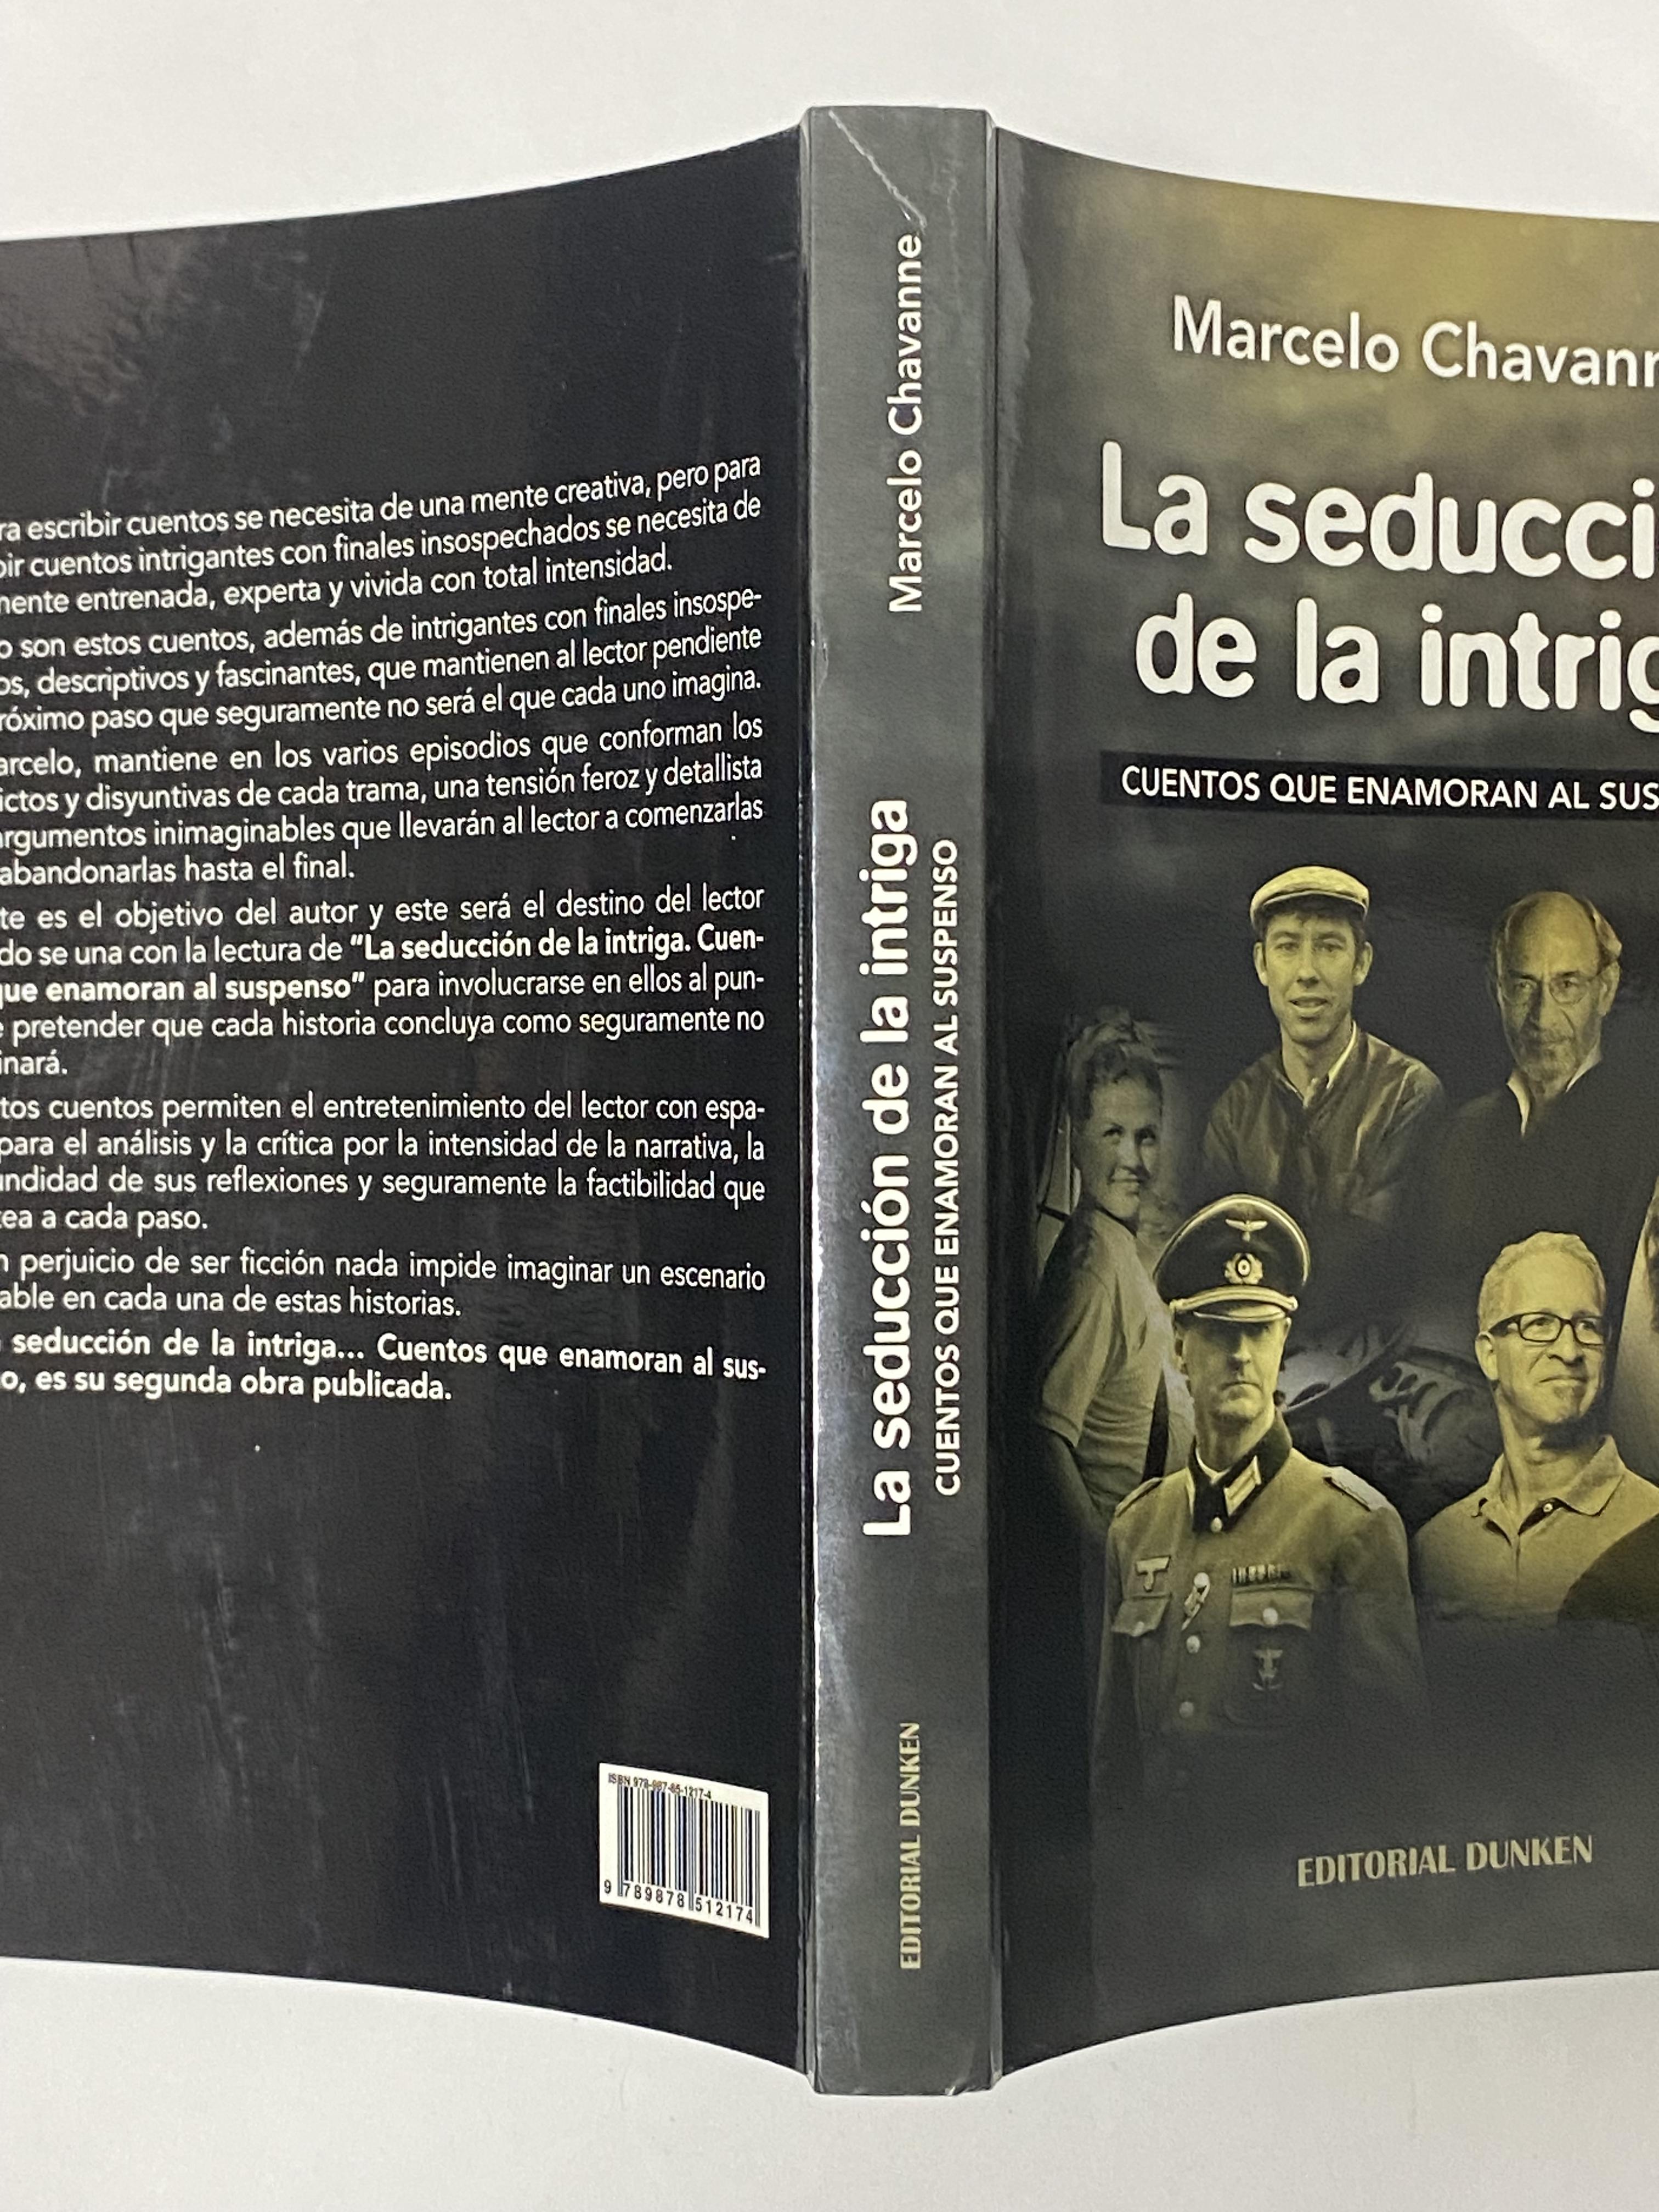 ra escribir cuentos se necesita de una mente creativa, pero para
bir cuentos intrigantes con finales insospechados se necesita de
mente entrenada, experta y vivida con total intensidad.
o son estos cuentos, además de intrigantes con finales insospe-
os, descriptivos y fascinantes, que mantienen al lector pendiente
róximo paso que seguramente no será el que cada uno imagina.
arcelo, mantiene en los varios episodios que conforman los
ictos y disyuntivas de cada trama, una tensión feroz y detallista
argumentos inimaginables que llevarán al lector a comenzarlas
abandonarlas hasta el final.
te es el objetivo del autor y este será el destino del lector
do se una con la lectura de "La seducción de la intriga. Cuen-
que enamoran al suspenso" para involucrarse en ellos al pun-
e pretender que cada historia concluya como seguramente no
inará.
tos cuentos permiten el entretenimiento del lector con espa-
para el análisis y la crítica por la intensidad de la narrativa, la
undidad de sus reflexiones y seguramente la factibilidad que
tea a cada paso.
n perjuicio de ser ficción nada impide imaginar un escenario
able en cada una de estas historias.
seducción de la intriga... Cuentos que enamoran al sus-
o, es su segunda obra publicada.
ISBN 978-987-85-1217-4
9 789878 512174
Marcelo Chavanne
La seducción de la intriga
CUENTOS QUE ENAMORAN AL SUSPENSO
EDITORIAL DUNKEN
Marcelo Chavann
La seducci
de la intrig
CUENTOS QUE ENAMORAN AL SUS
EDITORIAL DUNKEN